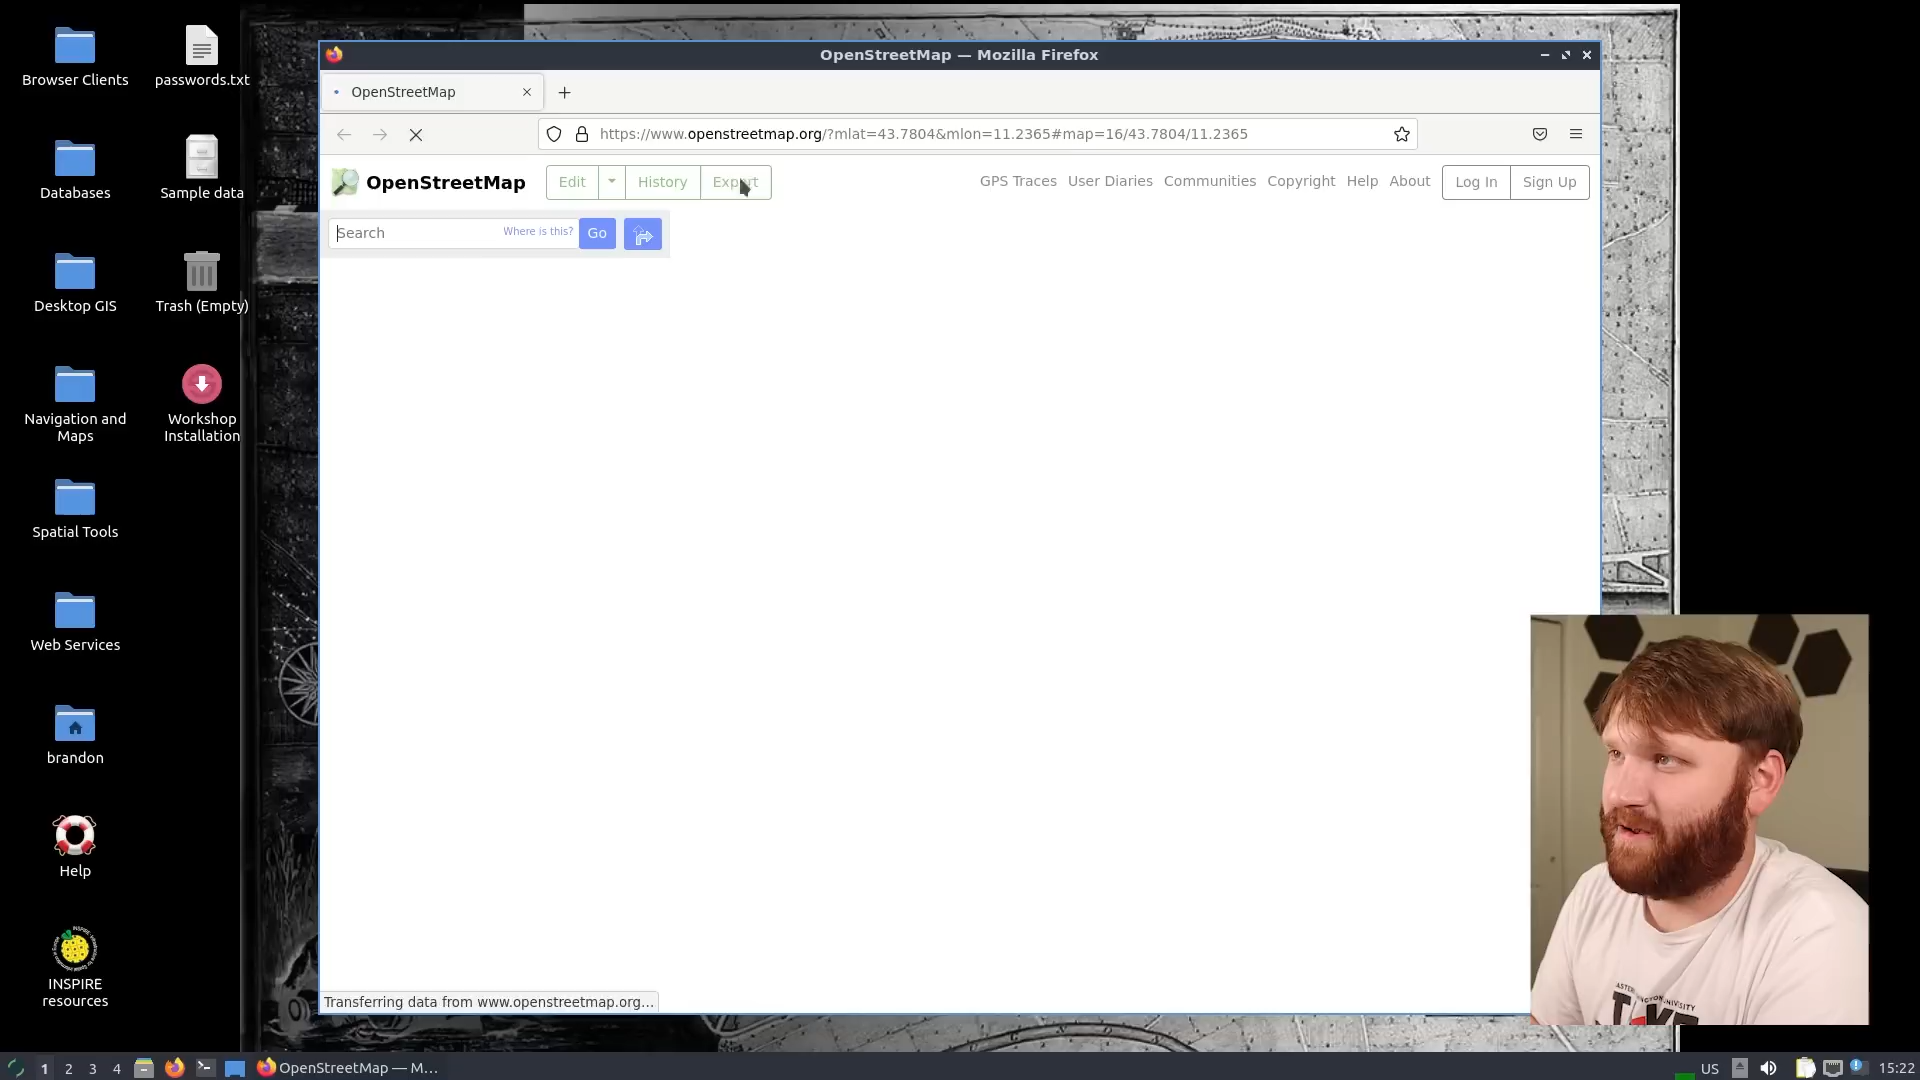 Browser Clients
passwords.txt
Databases
Sample data
Desktop GIS
Trash (Empty)
Navigation and
Maps
Workshop
Installation
Spatial Tools
Web Services
brandon
Help
INSPIRE
resources
OpenStreetMap — Mozilla Firefox
OpenStreetMap
https://www.openstreetmap.org/?mlat=43.7804&mlon=11.2365#map=16/43.7804/11.2365
OpenStreetMap
Edit
History
Export
GPS Traces
User Diaries
Communities
Copyright
Help
About
Log In
Sign Up
Search
Where is this?
Go
Transferring data from www.openstreetmap.org...
1 2 3 4
OpenStreetMap — M...
US
15:22